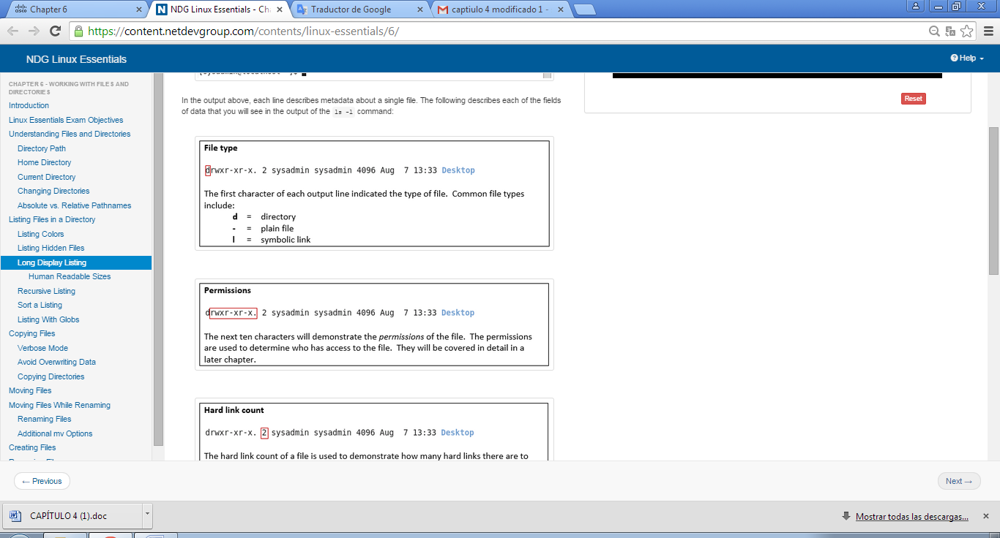 Chapter 6
NDG Linux Essentials - Ch
Traductor de Google
captiulo 4 modificado 1 -
https://content.netdevgroup.com/contents/linux-essentials/6/
NDG Linux Essentials
Help
CHAPTER 6 - WORKING WITH FILES AND
DIRECTORIES
Introduction
Linux Essentials Exam Objectives
Understanding Files and Directories
Directory Path
Home Directory
Current Directory
Changing Directories
Absolute vs. Relative Pathnames
Listing Files in a Directory
Listing Colors
Listing Hidden Files
Long Display Listing
Human Readable Sizes
Recursive Listing
Sort a Listing
Listing With Globs
Copying Files
Verbose Mode
Avoid Overwriting Data
Copying Directories
Moving Files
Moving Files While Renaming
Renaming Files
Additional mv Options
Creating Files
In the output above, each line describes metadata about a single file. The following describes each of the fields
of data that you will see in the output of the ls -l command:
File type
drwxr-xr-x. 2 sysadmin sysadmin 4096 Aug 7 13:33 Desktop
The first character of each output line indicated the type of file. Common file types
include:
d = directory
- = plain file
l = symbolic link
Permissions
drwxr-xr-x. 2 sysadmin sysadmin 4096 Aug 7 13:33 Desktop
The next ten characters will demonstrate the permissions of the file. The permissions
are used to determine who has access to the file. They will be covered in detail in a
later chapter.
Hard link count
drwxr-xr-x. 2 sysadmin sysadmin 4096 Aug 7 13:33 Desktop
The hard link count of a file is used to demonstrate how many hard links there are to
Reset
← Previous
Next →
CAPÍTULO 4 (1).doc
Mostrar todas las descargas...